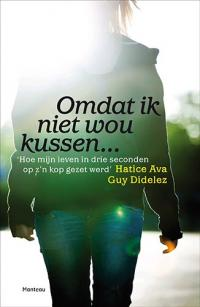 Omdat ik
niet wou
kussen...
'Hoe mijn leven in drie seconden
op z'n kop gezet werd' Hatice Ava
Guy Didelez
Manteau